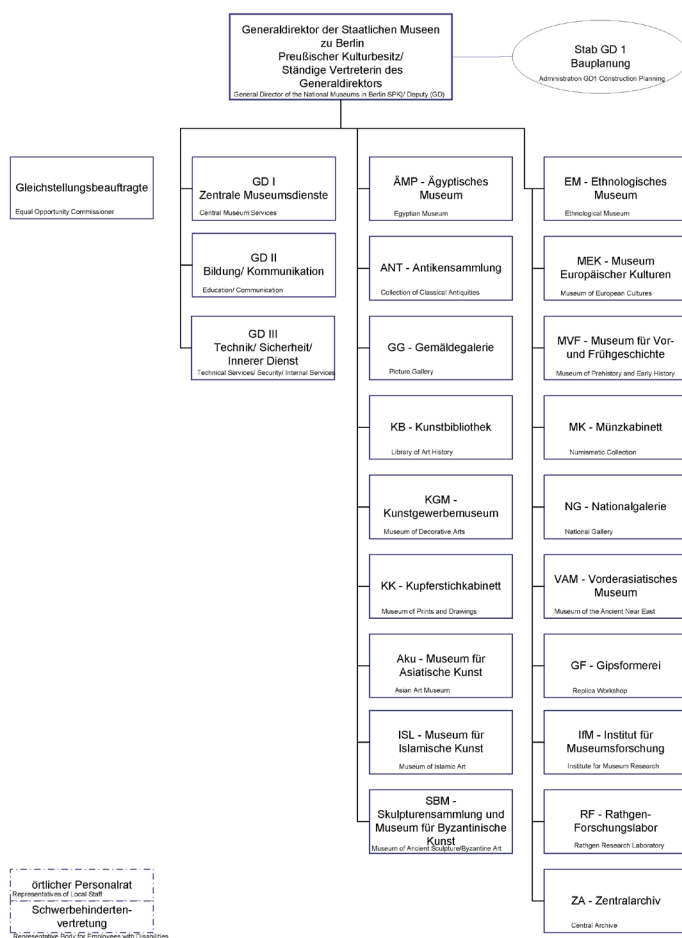 Generaldirektor der Staatlichen Museen
zu Berlin
Preußischer Kulturbesitz/
Ständige Vertreterin des
Generaldirektors
General Director of the National Museums in Berlin SPK)/ Deputy (GD)
Stab GD 1
Bauplanung
Administration GD1 Construction Planning
Gleichstellungsbeauftragte
Equal Opportunity Commissioner
GD I
Zentrale Museumsdienste
Central Museum Services
GD II
Bildung/ Kommunikation
Education/ Communication
GD III
Technik/ Sicherheit/
Innerer Dienst
Technical Services/ Security/ Internal Services
ÄMP - Ägyptisches
Museum
Egyptian Museum
ANT - Antikensammlung
Collection of Classical Antiquities
GG - Gemäldegalerie
Picture Gallery
KB - Kunstbibliothek
Library of Art History
KGM -
Kunstgewerbemuseum
Museum of Decorative Arts
KK - Kupferstichkabinett
Museum of Prints and Drawings
Aku - Museum für
Asiatische Kunst
Asian Art Museum
ISL - Museum für
Islamische Kunst
Museum of Islamic Art
SBM -
Skulpturensammlung und
Museum für Byzantinische
Kunst
Museum of Ancient Sculpture/Byzantine Art
EM - Ethnologisches
Museum
Ethnological Museum
MEK - Museum
Europäischer Kulturen
Museum of European Cultures
MVF - Museum für Vor-
und Frühgeschichte
Museum of Prehistory and Early History
MK - Münzkabinett
Numismatic Collection
NG - Nationalgalerie
National Gallery
VAM - Vorderasiatisches
Museum
Museum of the Ancient Near East
GF - Gipsformerei
Replica Workshop
IfM - Institut für
Museumsforschung
Institute for Museum Research
RF - Rathgen-
Forschungslabor
Rathgen Research Laboratory
ZA - Zentralarchiv
Central Archive
örtlicher Personalrat
Representatives of Local Staff
Schwerbehinderten-
vertretung
Representative Body for Employees with Disabilities